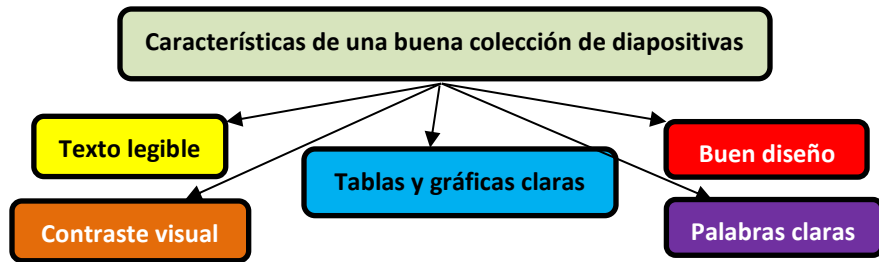 Características de una buena colección de diapositivas
Texto legible
Buen diseño
Tablas y gráficas claras
Contraste visual
Palabras claras